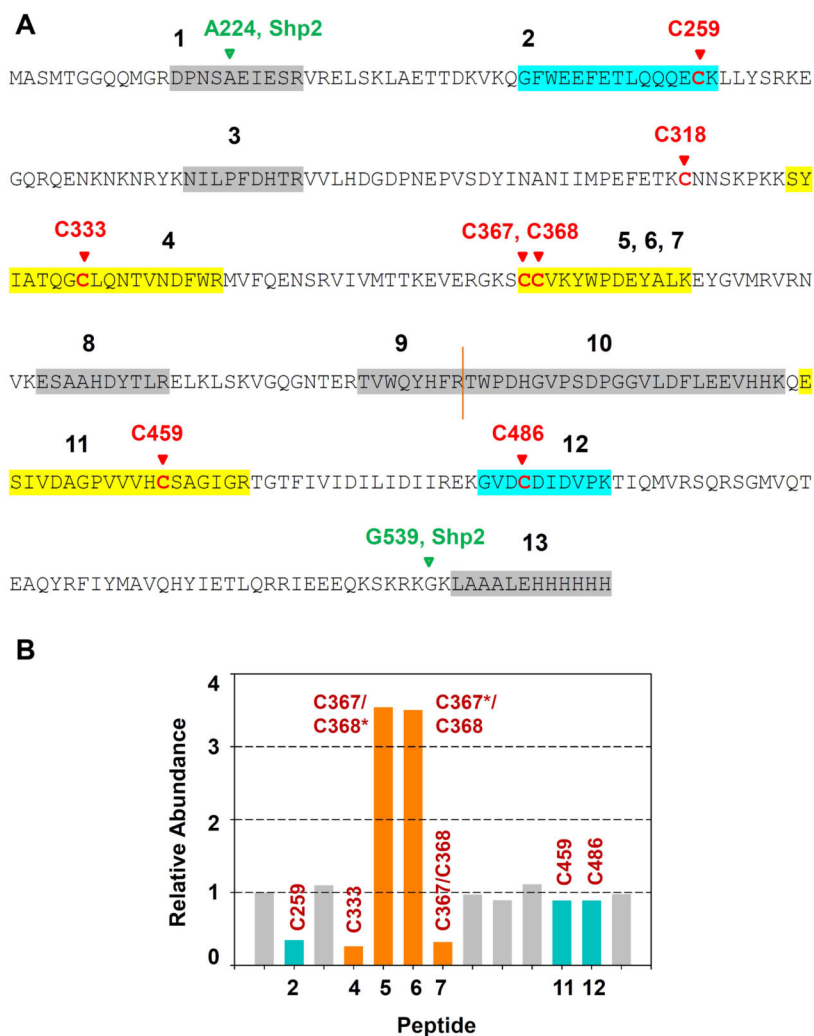 A
A224, Shp2
1
2
C259
MASMTGGQQMGRDPNSAEIESRVRELSKLAETTDKVKQGFWEEFETLQQQECKLLYSRKE
3
C318
GQRQENKNKNRYKNILPFDHTRVVLHDGDPNEPVSDYINANIIMPEFETKCNNSKPKKSY
C333
4
C367, C368
5, 6, 7
IATQGCLQNTVNDFWRMVFQENSRVIVMTTKEVERGKSCCVKYWPDEYALKEYGVMRVRN
8
9
10
VKESAAHDYTLRELKLSKVGQGNTERTVWQYHFRTWPDHGVPSDPGGVLDFLEEVHHKQE
11
C459
C486
12
SIVDAGPVVVHCSAGIGRTGTFIVIDILIDIIREKGVDCDIDVPKTIQMVRSQRSGMVQT
G539, Shp2
13
EAQYRFIYMAVQHYIETLQRRIEEEQKSKRKGKLAAALEHHHHHH
B
Relative Abundance
4
3
2
1
0
C367/
C368*
C367*/
C368
C259
C333
C367/C368
C459
C486
2
4
5
6
7
11
12
Peptide